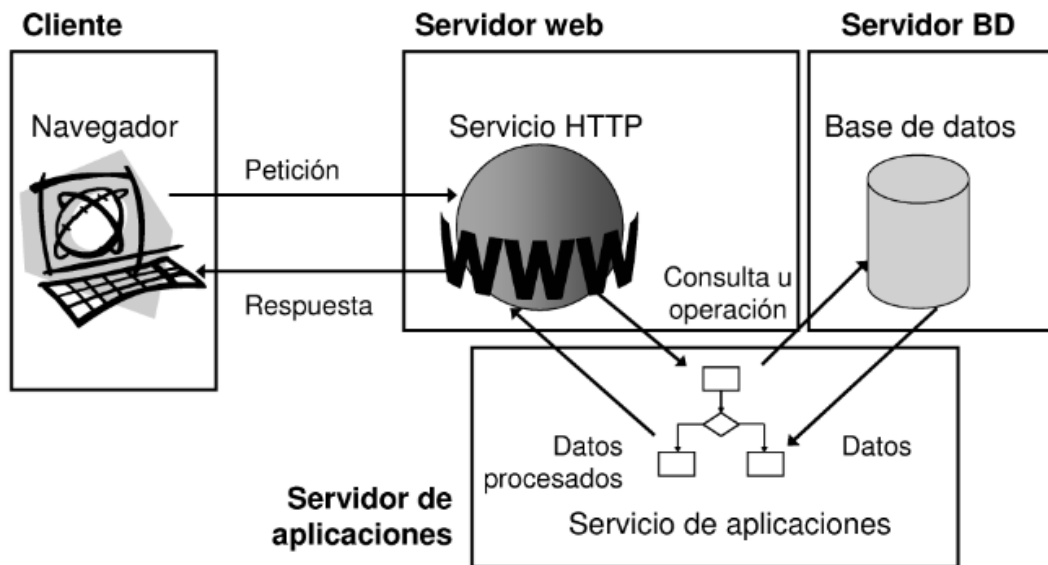 Cliente
Servidor web
Servidor BD
Navegador
Servicio HTTP
Base de datos
Petición
WWW
Respuesta
Consulta u
operación
Datos
procesados
Datos
Servidor de
aplicaciones
Servicio de aplicaciones